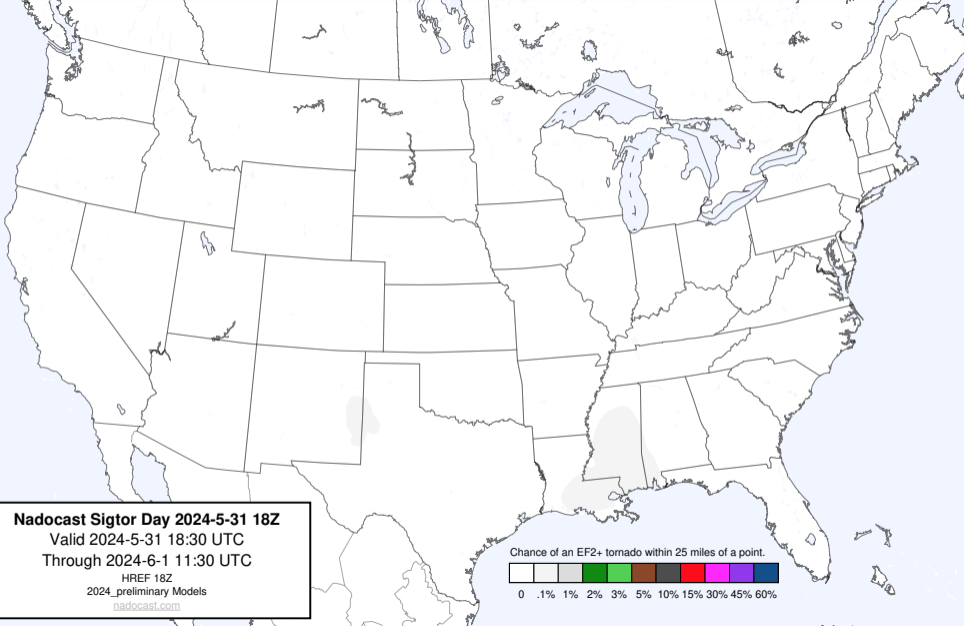 Nadocast Sigtor Day 2024-5-31 18Z
Valid 2024-5-31 18:30 UTC
Through 2024-6-1 11:30 UTC
HREF 18Z
2024_preliminary Models
nadocast.com
Chance of an EF2+ tornado within 25 miles of a point.
0 .1% 1% 2% 3% 5% 10% 15% 30% 45% 60%